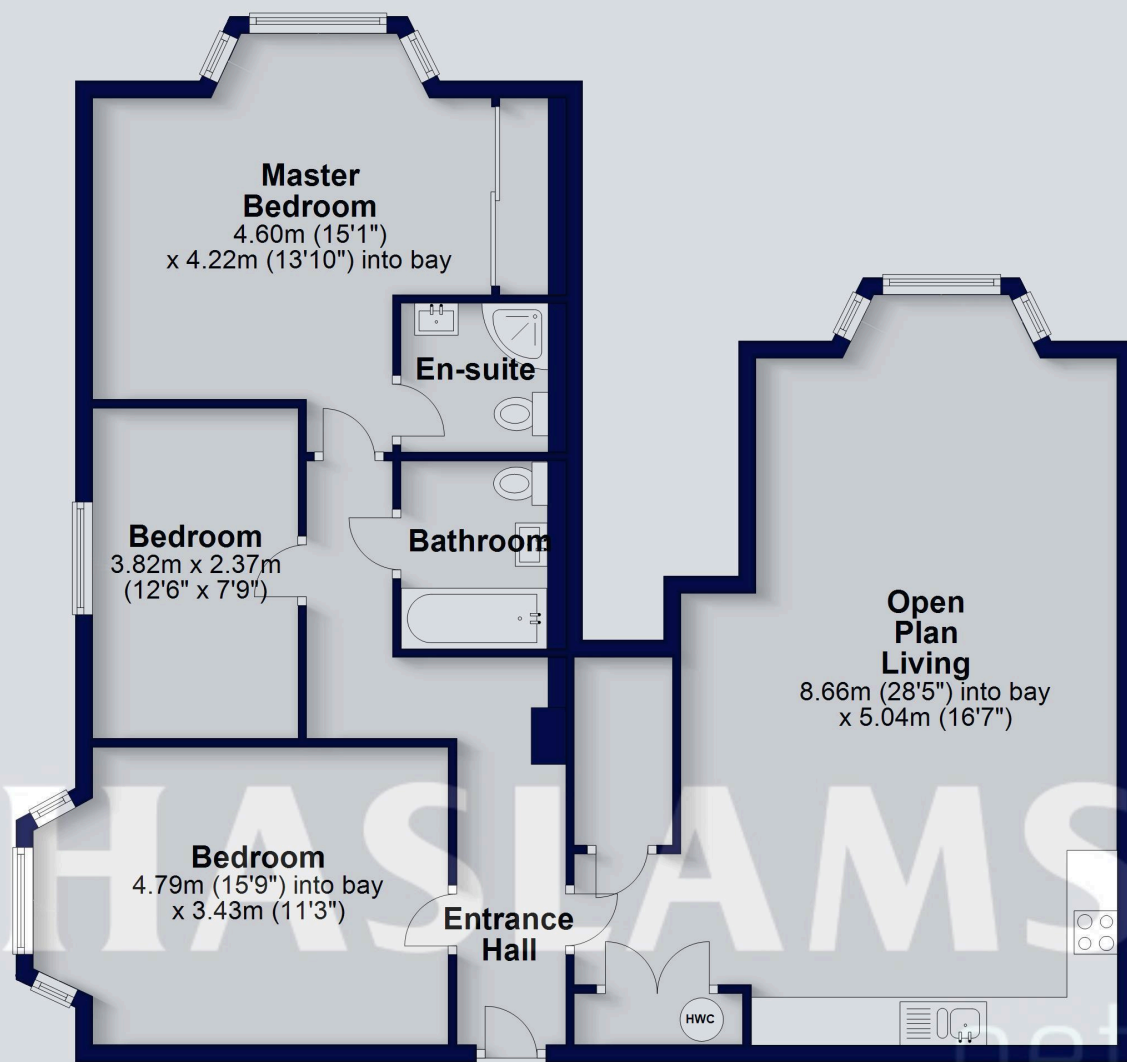 Master
Bedroom
4.60m (15'1")
x 4.22m (13'10") into bay
En-suite
Bedroom
3.82m x 2.37m
(12'6" x 7'9")
Bathroom
Open
Plan
Living
8.66m (28'5") into bay
x 5.04m (16'7")
HASLAMS
Bedroom
4.79m (15'9") into bay
x 3.43m (11'3")
Entrance
Hall
HWC